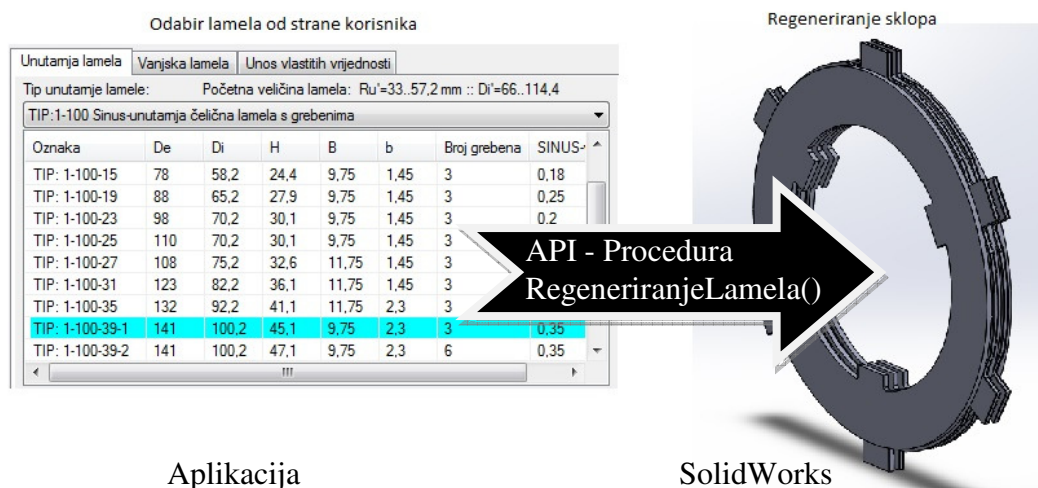 Odabir lamela od strane korisnika
Regeneriranje sklopa
Unutarnja lamela Vanjska lamela Unos vlastitih vrijednosti
Tip unutarnje lamele: Početna veličina lamela: Ru'=33..57,2 mm :: Di'=66..114,4
TIP:1-100 Sinus-unutarnja čelična lamela s grebenima
Oznaka De Di H B b Broj grebena SINUS-
TIP: 1-100-15 78 58,2 24,4 9,75 1,45 3 0,18
TIP: 1-100-19 88 65,2 27,9 9,75 1,45 3 0,25
TIP: 1-100-23 98 70,2 30,1 9,75 1,45 3 0.2
TIP: 1-100-25 110 70,2 30,1 9,75 1,45 3
TIP: 1-100-27 108 75,2 32,6 11,75 1,45 3
TIP: 1-100-31 123 82,2 36,1 11,75 1,45 3
TIP: 1-100-35 132 92,2 41,1 11,75 2,3 3
TIP: 1-100-39-1 141 100,2 45,1 9,75 2,3 3 0,35
TIP: 1-100-39-2 141 100,2 47,1 9,75 2,3 6 0,35
API - Procedura
RegeneriranjeLamela()
Aplikacija
SolidWorks